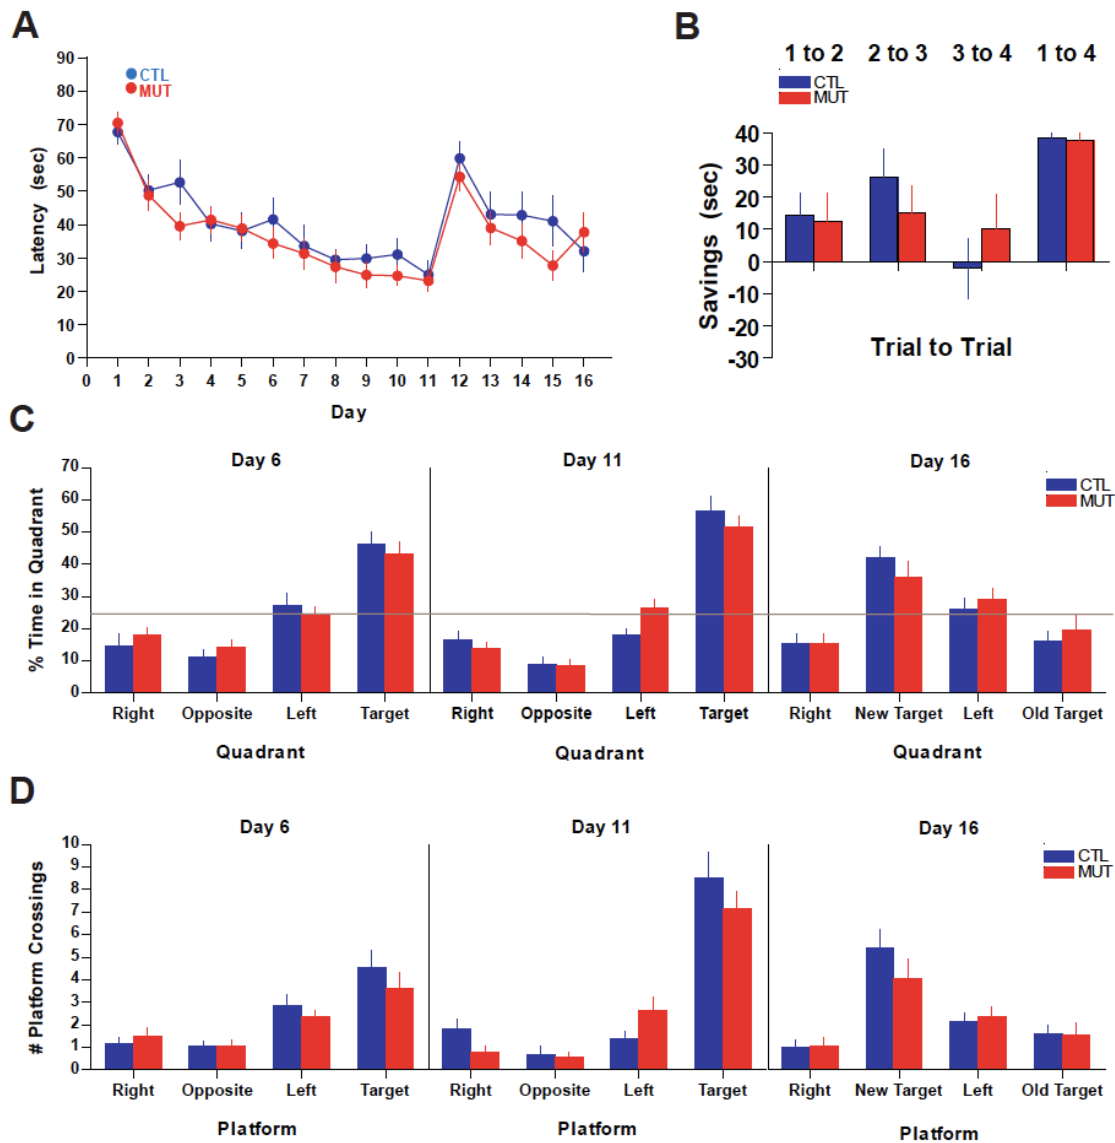 A
90
80
70
60
50
40
30
20
10
0
Latency (sec)
CTL
MUT
0 1 2 3 4 5 6 7 8 9 10 11 12 13 14 15 16
Day
B
1 to 2 2 to 3 3 to 4 1 to 4
CTL
MUT
40
30
20
10
0
-10
-20
-30
Savings (sec)
Trial to Trial
C
Day 6 Day 11 Day 16
70
60
50
40
30
20
10
0
% Time in Quadrant
CTL
MUT
Right Opposite Left Target Right Opposite Left Target Right New Target Left Old Target
Quadrant Quadrant Quadrant
D
Day 6 Day 11 Day 16
10
9
8
7
6
5
4
3
2
1
0
# Platform Crossings
CTL
MUT
Right Opposite Left Target Right Opposite Left Target Right New Target Left Old Target
Platform Platform Platform